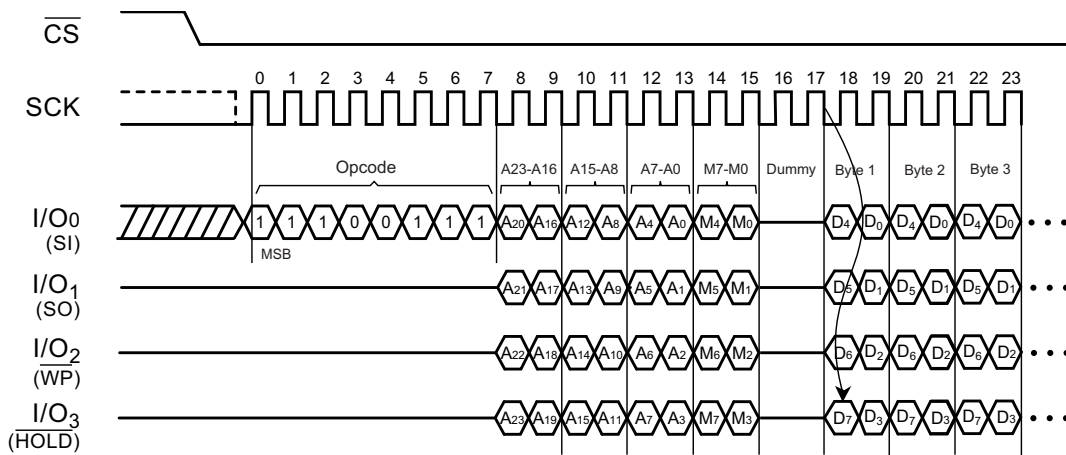 CS
0 1 2 3 4 5 6 7 8 9 10 11 12 13 14 15 16 17 18 19 20 21 22 23
SCK
Opcode A23-A16 A15-A8 A7-A0 M7-M0 Dummy Byte 1 Byte 2 Byte 3
I/O0 1 1 1 0 0 1 1 1 A20 A16 A12 A8 A4 A0 M4 M0 D4 D0 D4 D0 D4 D0
(SI)
MSB
I/O1 A21 A17 A13 A9 A5 A1 M5 M1 D5 D1 D5 D1 D5 D1
(SO)
I/O2 A22 A18 A14 A10 A6 A2 M6 M2 D6 D2 D6 D2 D6 D2
(WP)
I/O3 A23 A19 A15 A11 A7 A3 M7 M3 D7 D3 D7 D3 D7 D3
(HOLD)